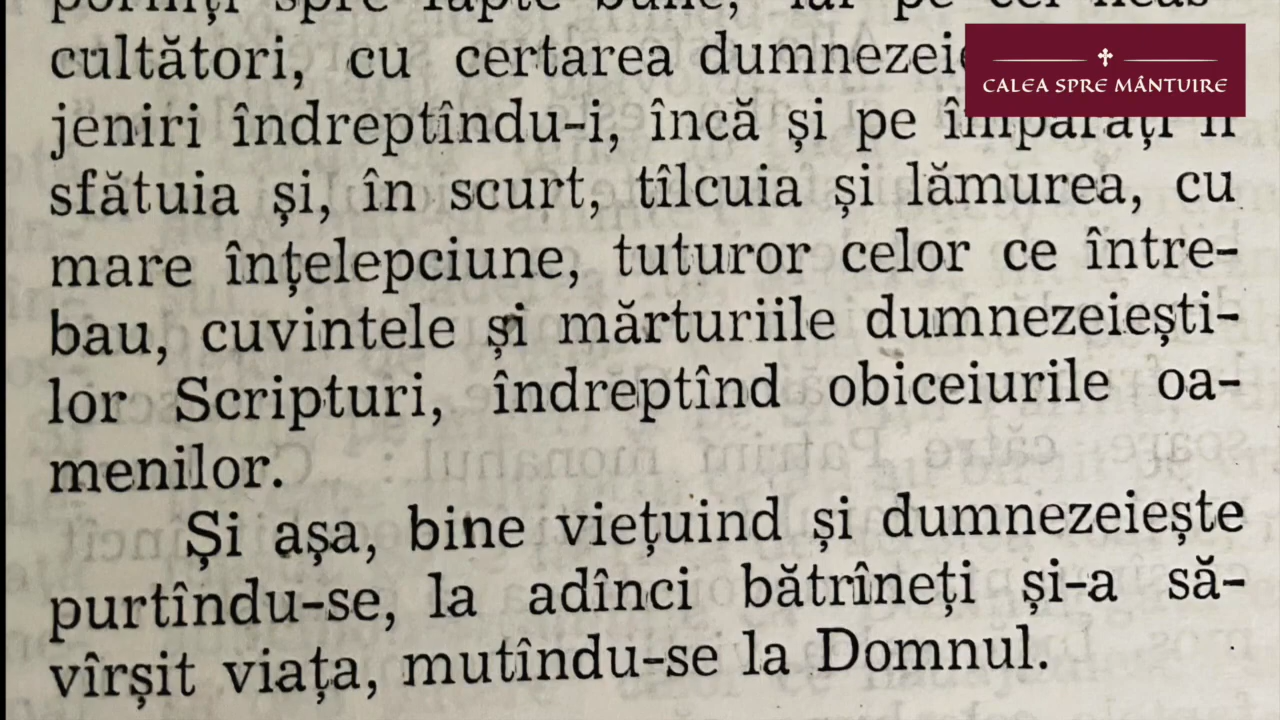 porniți spre fapte bune, iar pe cei neas-
cultători, cu certarea dumnezeie
CALEA SPRE MÂNTUIRE
jeniri îndreptîndu-i, încă și pe împărați îi
sfătuia și, în scurt, tîlcuia și lămurea, cu
mare înțelepciune, tuturor celor ce între-
bau, cuvintele și mărturiile dumnezeiești-
lor Scripturi, îndreptînd obiceiurile oa-
menilor.
Și așa, bine viețuind și dumnezeiește
purtîndu-se, la adînci bătrîneți și-a să-
vîrșit viața, mutîndu-se la Domnul.